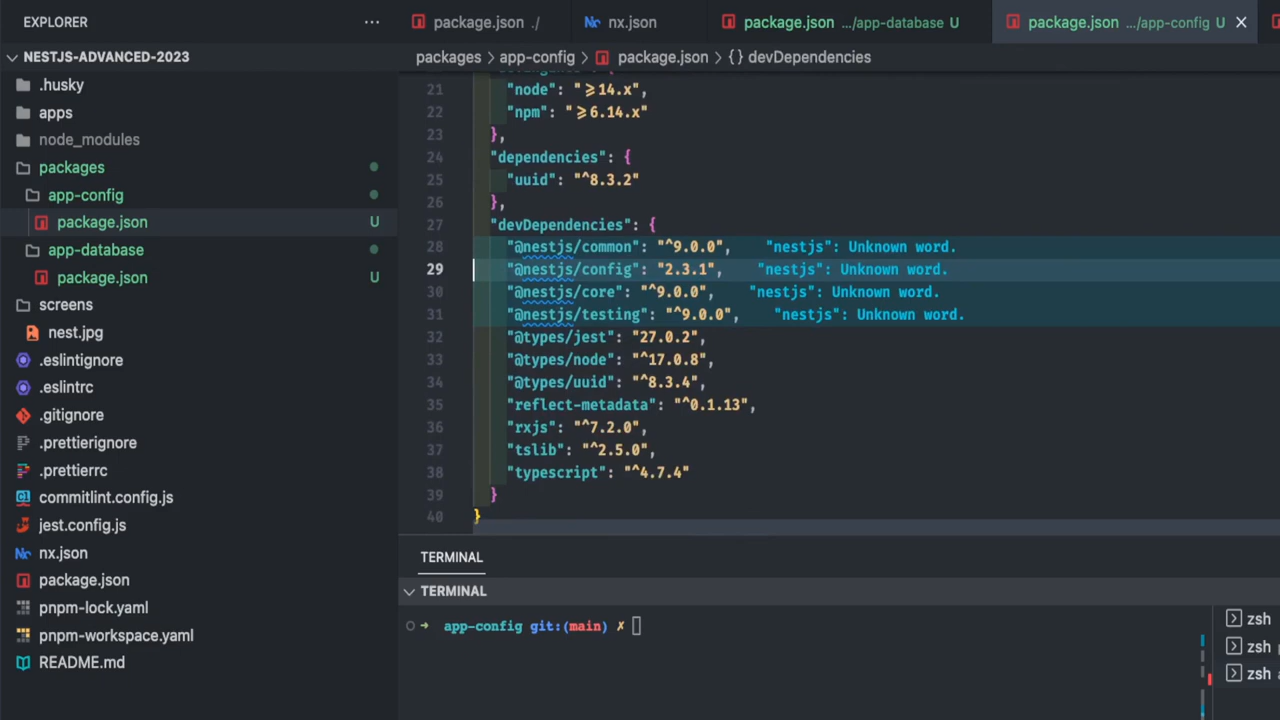 EXPLORER
NESTJS-ADVANCED-2023
.husky
apps
node_modules
packages
app-config
package.json U
app-database
package.json U
screens
nest.jpg
.eslintignore
.eslintrc
.gitignore
.prettierignore
.prettierrc
commitlint.config.js
jest.config.js
nx.json
package.json
pnpm-lock.yaml
pnpm-workspace.yaml
README.md
package.json ./
nx.json
package.json .../app-database U
package.json .../app-config U
packages > app-config > package.json > {} devDependencies
21 "node": "≥14.x",
22 "npm": "≥6.14.x"
23 },
24 "dependencies": {
25 "uuid": "^8.3.2"
26 },
27 "devDependencies": {
28 "@nestjs/common": "^9.0.0", "nestjs": Unknown word.
29 "@nestjs/config": "2.3.1", "nestjs": Unknown word.
30 "@nestjs/core": "^9.0.0", "nestjs": Unknown word.
31 "@nestjs/testing": "^9.0.0", "nestjs": Unknown word.
32 "@types/jest": "27.0.2",
33 "@types/node": "^17.0.8",
34 "@types/uuid": "^8.3.4",
35 "reflect-metadata": "^0.1.13",
36 "rxjs": "^7.2.0",
37 "tslib": "^2.5.0",
38 "typescript": "^4.7.4"
39 }
40 }
TERMINAL
TERMINAL
→ app-config git:(main) ✗
zsh
zsh
zsh